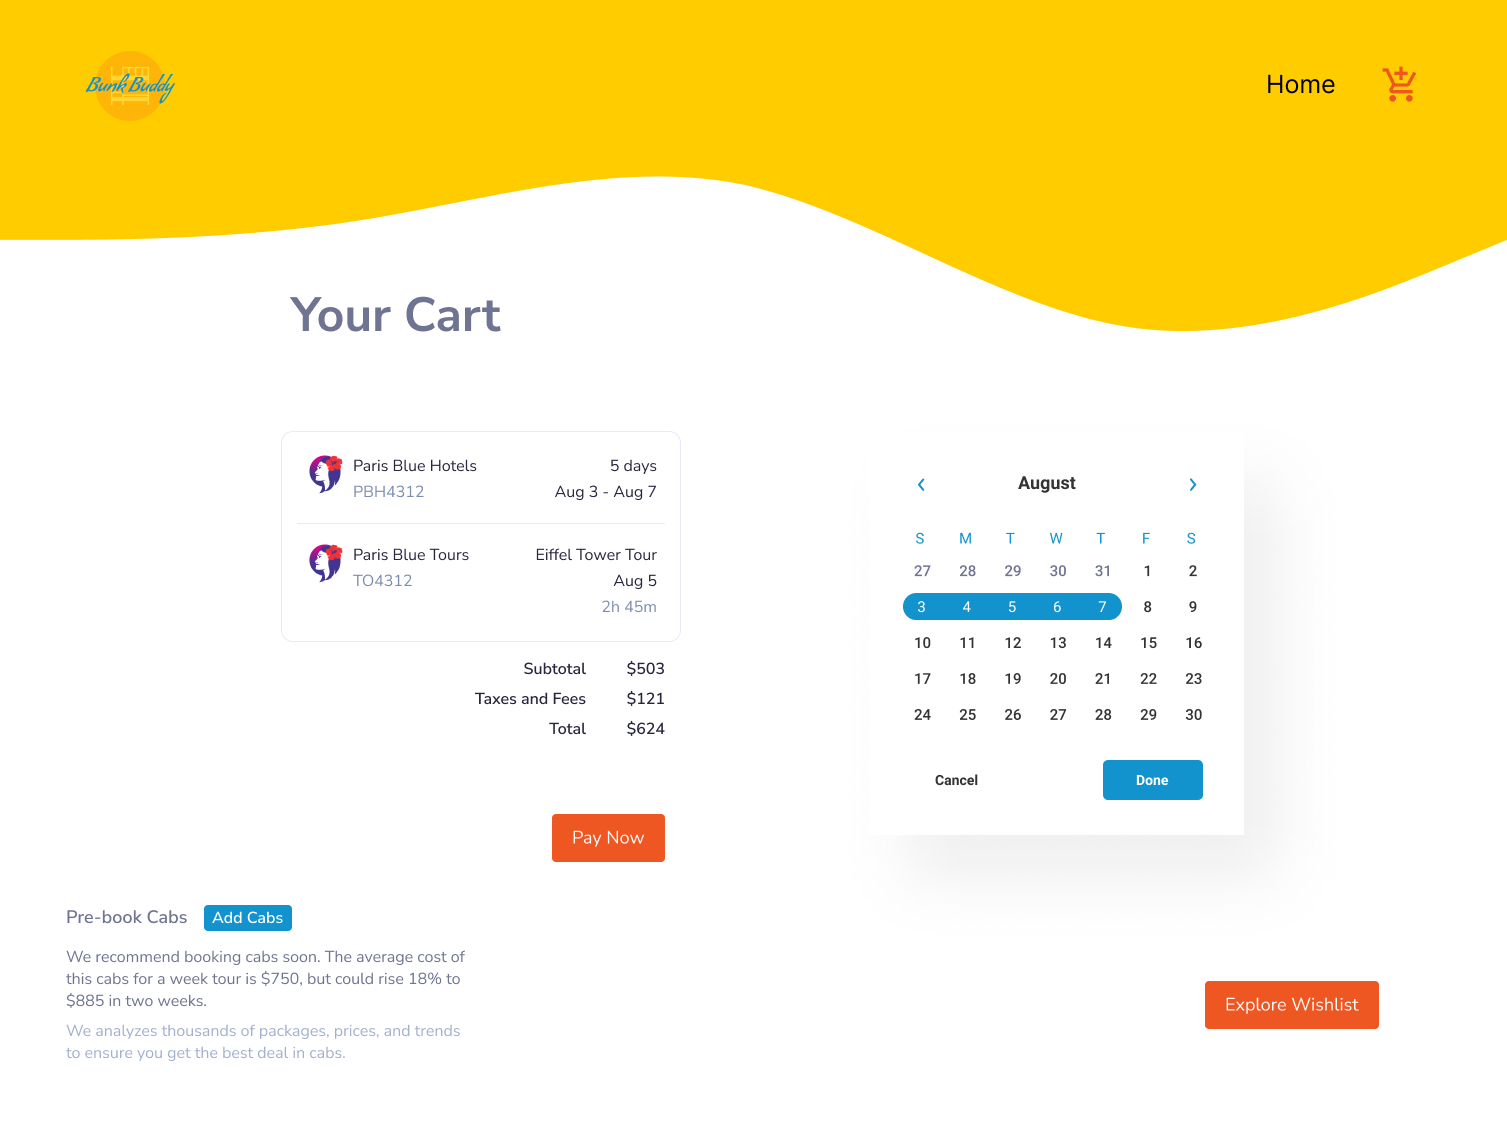 Bunk Buddy
Home
Your Cart
Paris Blue Hotels 5 days
PBH4312 Aug 3 - Aug 7
Paris Blue Tours Eiffel Tower Tour
TO4312 Aug 5
2h 45m
Subtotal $503
Taxes and Fees $121
Total $624
Pay Now
August
S M T W T F S
27 28 29 30 31 1 2
3 4 5 6 7 8 9
10 11 12 13 14 15 16
17 18 19 20 21 22 23
24 25 26 27 28 29 30
Cancel Done
Pre-book Cabs Add Cabs
We recommend booking cabs soon. The average cost of
this cabs for a week tour is $750, but could rise 18% to
$885 in two weeks.
We analyzes thousands of packages, prices, and trends
to ensure you get the best deal in cabs.
Explore Wishlist